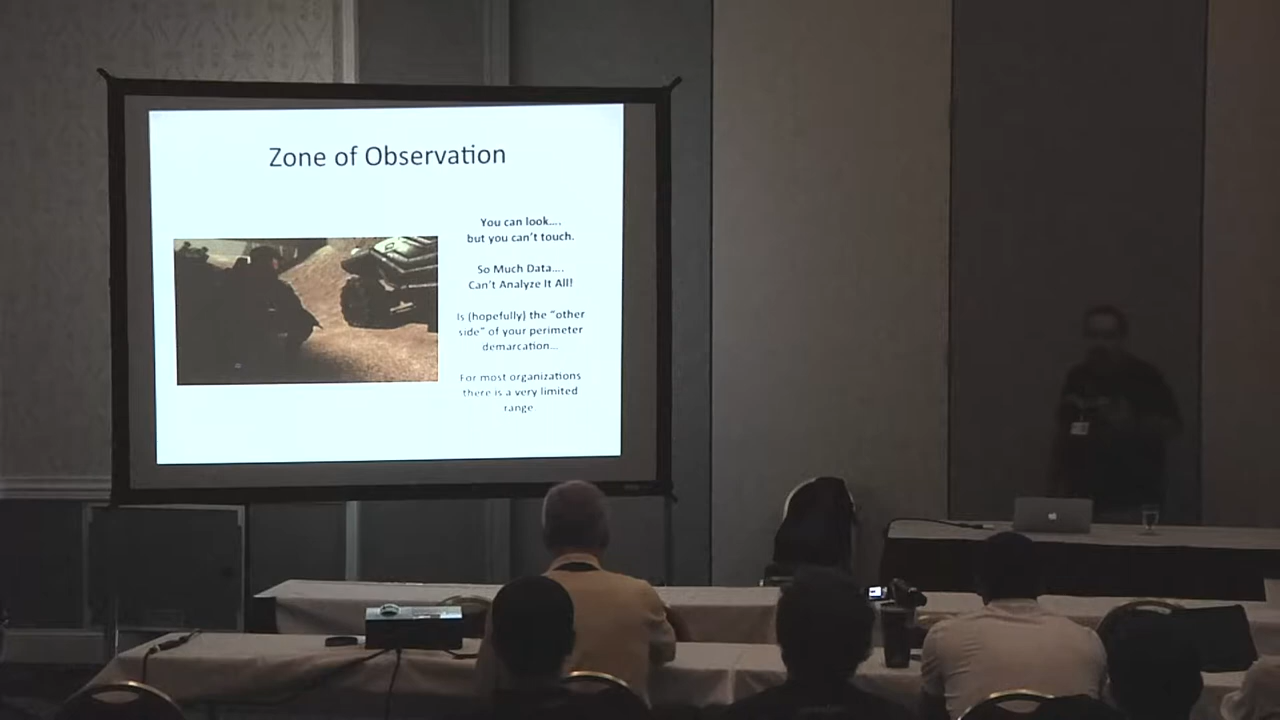 Zone of Observation
You can look....
but you can't touch.
So Much Data....
Can't Analyze It All!
Is (hopefully) the "other
side" of your perimeter
demarcation...
For most organizations
there is a very limited
range